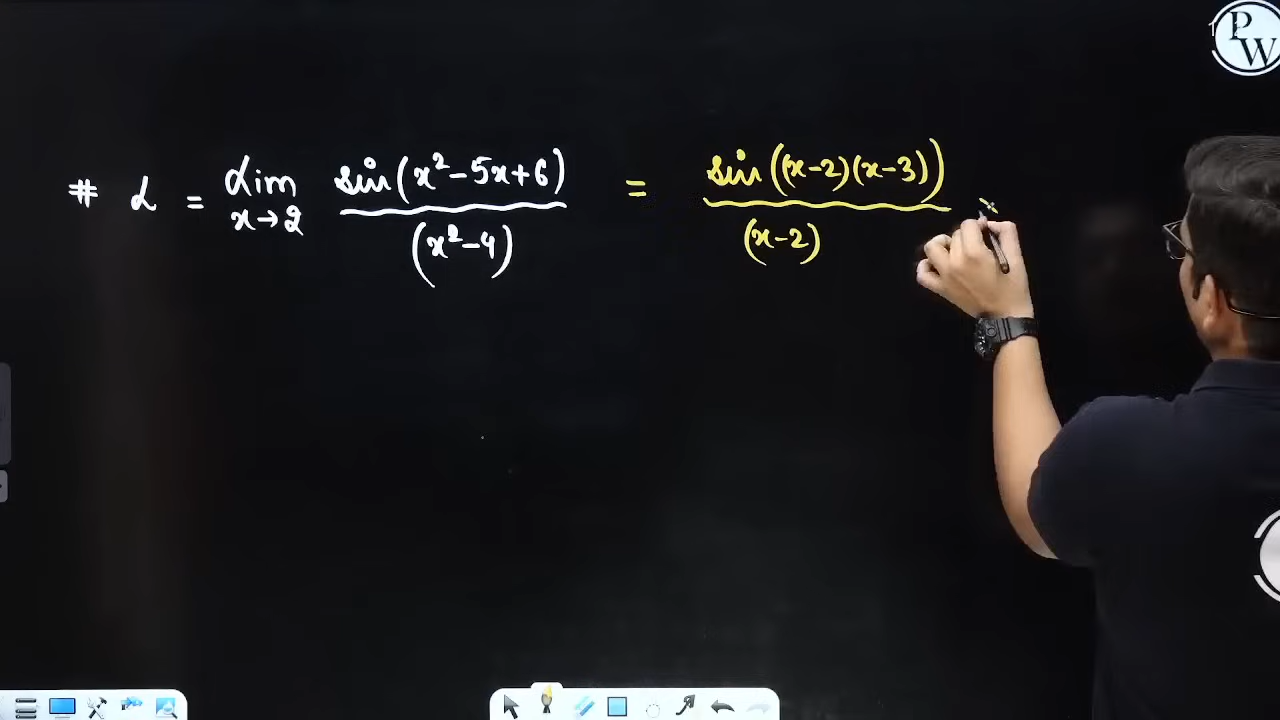 PW
# L = Lim x→2 sin(x²-5x+6) / (x²-4) = sin((x-2)(x-3)) / (x-2)